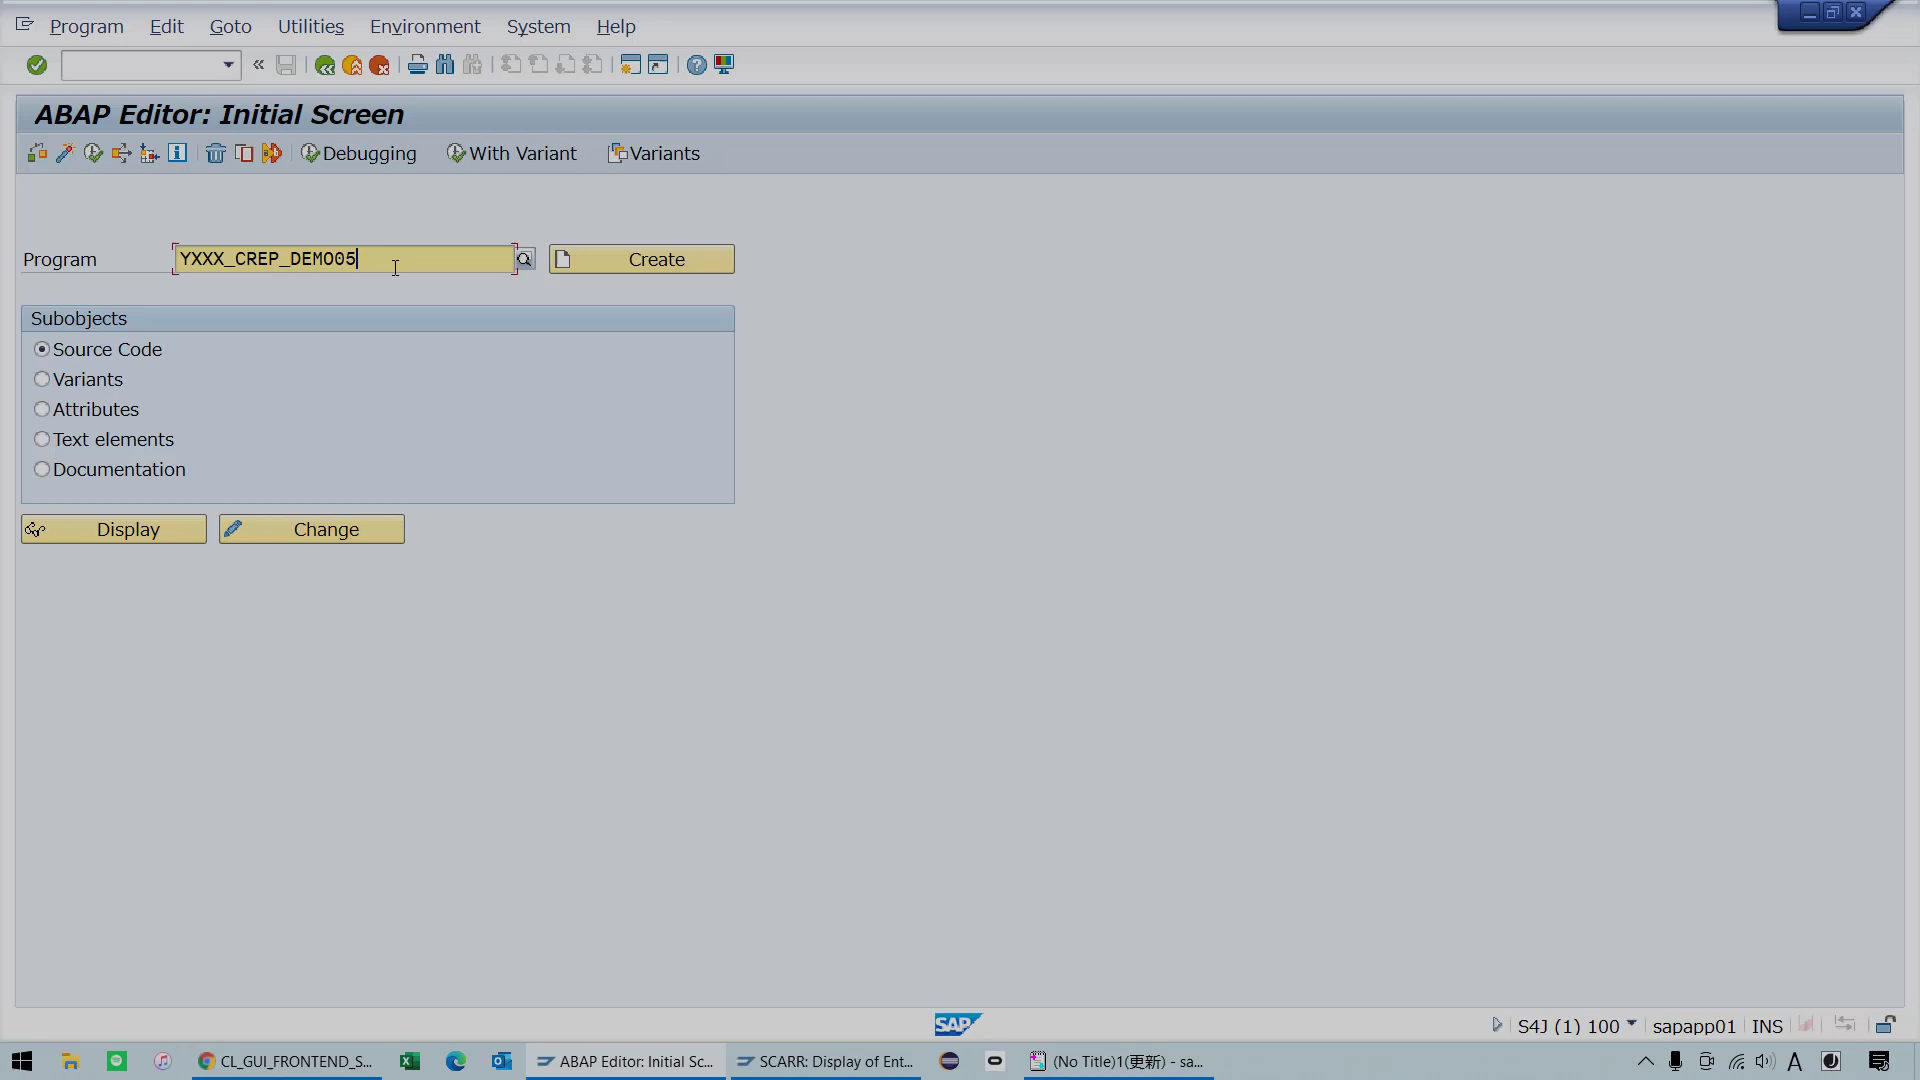 Program Edit Goto Utilities Environment System Help
ABAP Editor: Initial Screen
Debugging With Variant Variants
Program YXXX_CREP_DEMO05 Create
Subobjects
Source Code
Variants
Attributes
Text elements
Documentation
Display Change
SAP S4J (1) 100 sapapp01 INS
CL_GUI_FRONTEND_S... ABAP Editor: Initial Sc... SCARR: Display of Ent... (No Title)1(更新) - sa... A